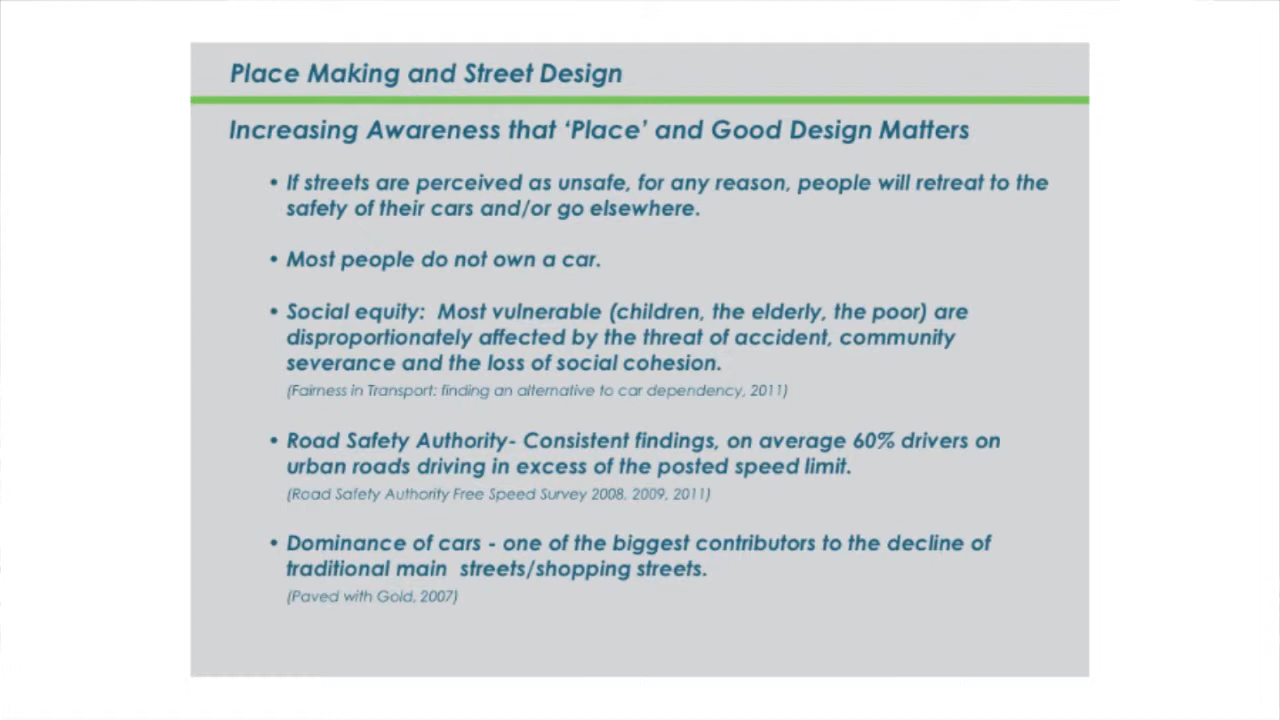 Place Making and Street Design
Increasing Awareness that ‘Place’ and Good Design Matters
• If streets are perceived as unsafe, for any reason, people will retreat to the
safety of their cars and/or go elsewhere.
• Most people do not own a car.
• Social equity:  Most vulnerable (children, the elderly, the poor) are
disproportionately affected by the threat of accident, community
severance and the loss of social cohesion.
(Fairness in Transport: finding an alternative to car dependency, 2011)
• Road Safety Authority- Consistent findings, on average 60% drivers on
urban roads driving in excess of the posted speed limit.
(Road Safety Authority Free Speed Survey 2008, 2009, 2011)
• Dominance of cars - one of the biggest contributors to the decline of
traditional main  streets/shopping streets.
(Paved with Gold, 2007)